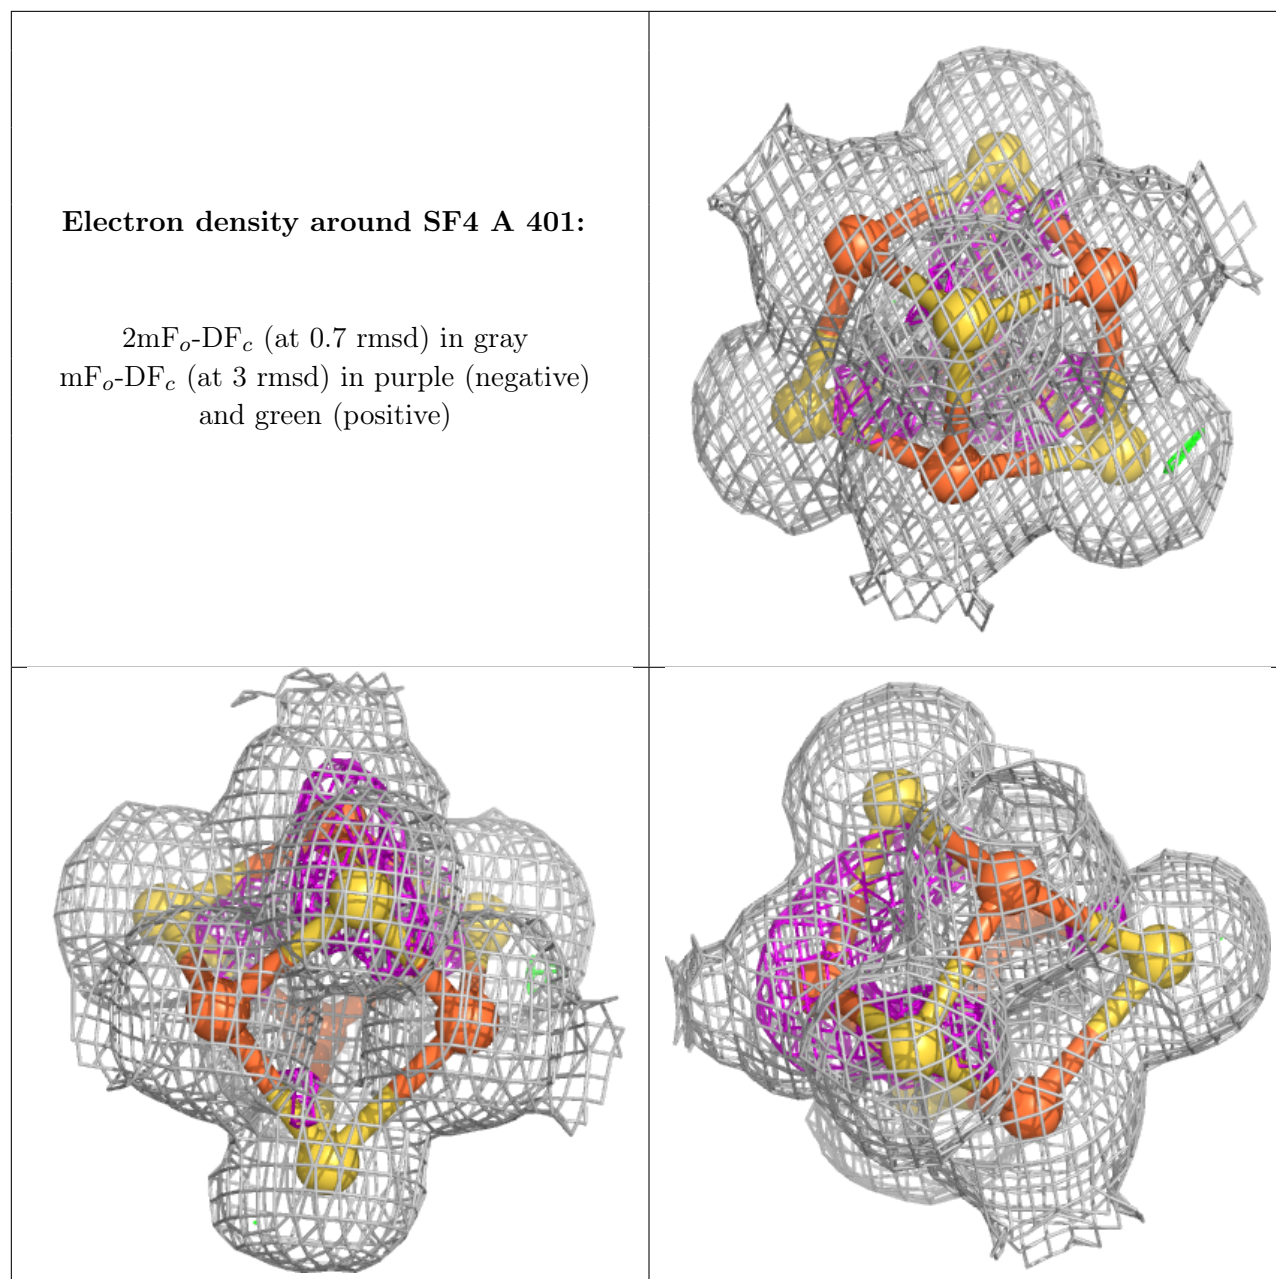 Electron density around SF4 A 401:
2mFₒ-DF𝒸 (at 0.7 rmsd) in gray
mFₒ-DF𝒸 (at 3 rmsd) in purple (negative)
and green (positive)